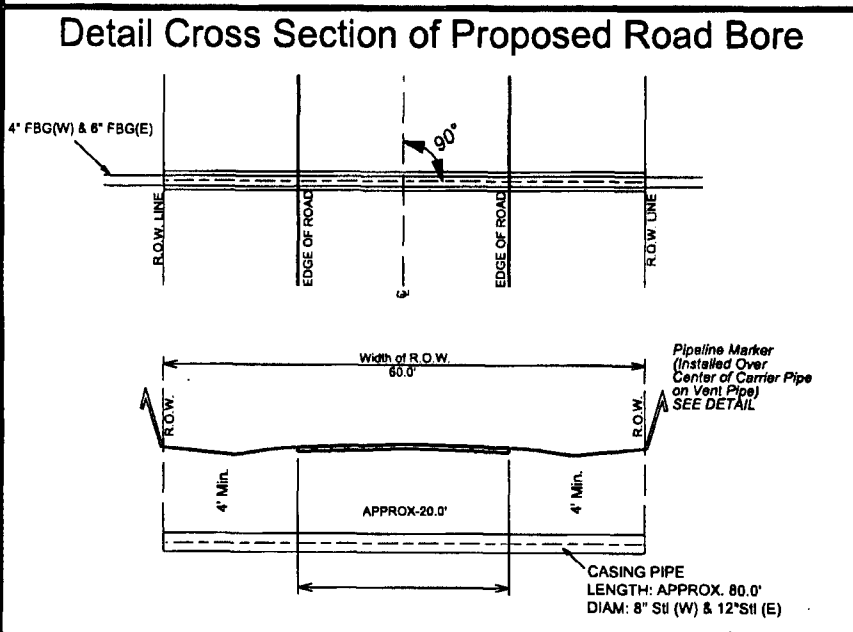 Detail Cross Section of Proposed Road Bore
4" FBG(W) & 6" FBG(E)
90°
R.O.W. LINE
EDGE OF ROAD
EDGE OF ROAD
R.O.W. LINE
℄
Width of R.O.W.
60.0'
Pipeline Marker
(Installed Over
Center of Carrier Pipe
on Vent Pipe)
SEE DETAIL
R.O.W.
R.O.W.
4' Min.
APPROX-20.0'
4' Min.
CASING PIPE
LENGTH: APPROX. 80.0'
DIAM: 8" Stl (W) & 12"Stl (E)